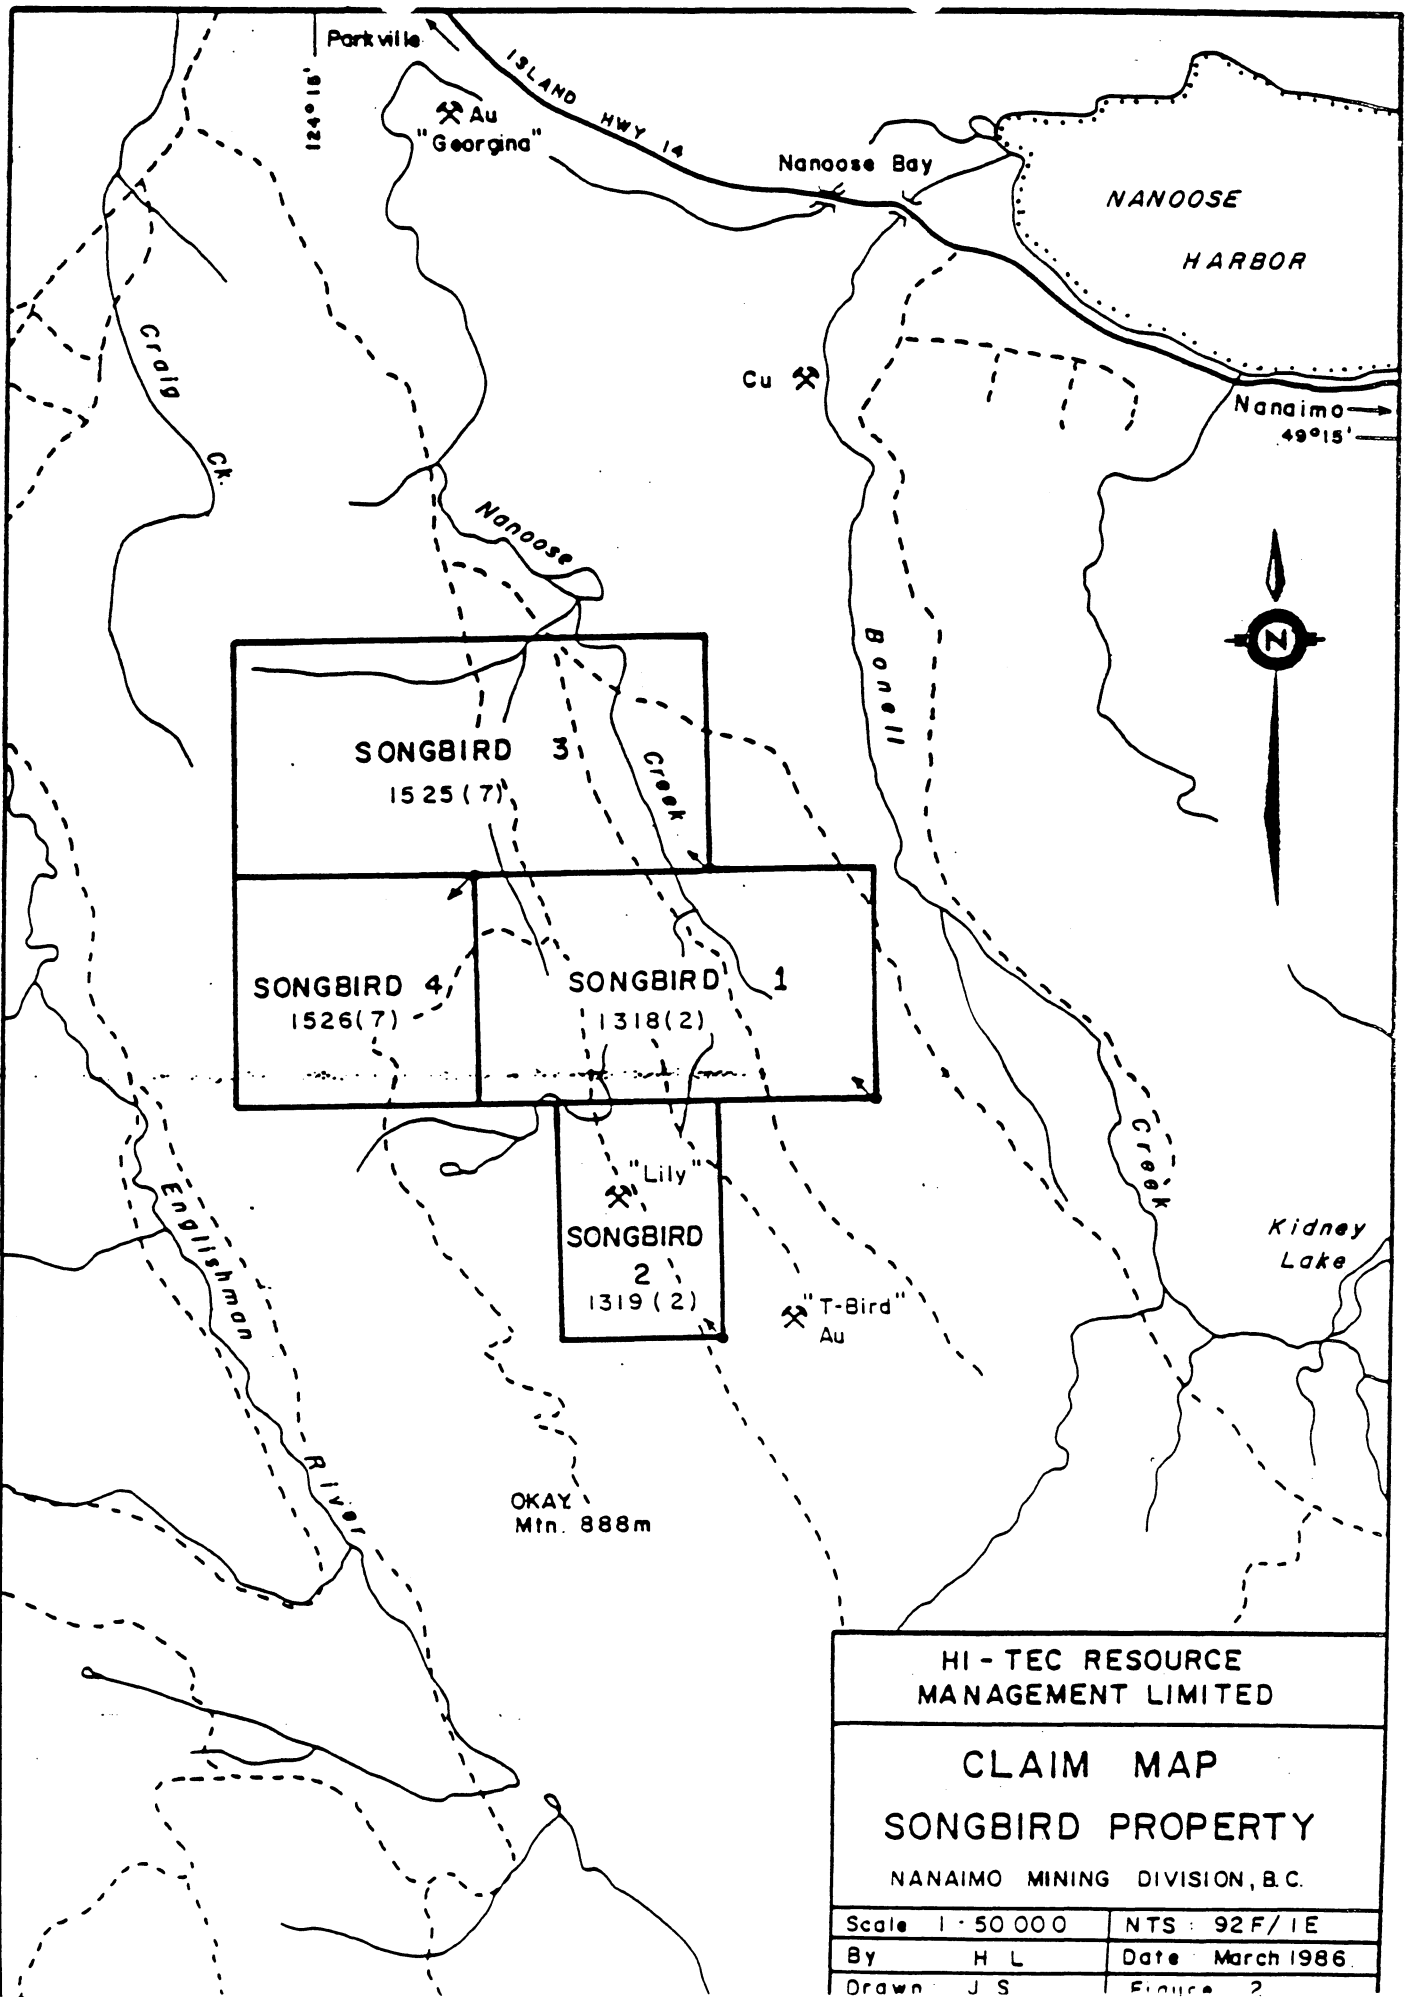 Parkville
124°15'
ISLAND HWY 14
Au
"Georgina"
Nanoose Bay
NANOOSE
HARBOR
Craig Ck.
Cu
Nanaimo
49°15'
Nanoose Creek
N
Bonell Creek
SONGBIRD 3
1525(7)
SONGBIRD 4
1526(7)
SONGBIRD 1
1318(2)
"Lily"
SONGBIRD
2
1319(2)
Englishman River
Kidney
Lake
"T-Bird"
Au
OKAY
Mtn. 888m
HI-TEC RESOURCE
MANAGEMENT LIMITED
CLAIM MAP
SONGBIRD PROPERTY
NANAIMO MINING DIVISION, B.C.
Scale 1:50 000
NTS: 92F/1E
By H L
Date March 1986
Drawn J S
Figure 2